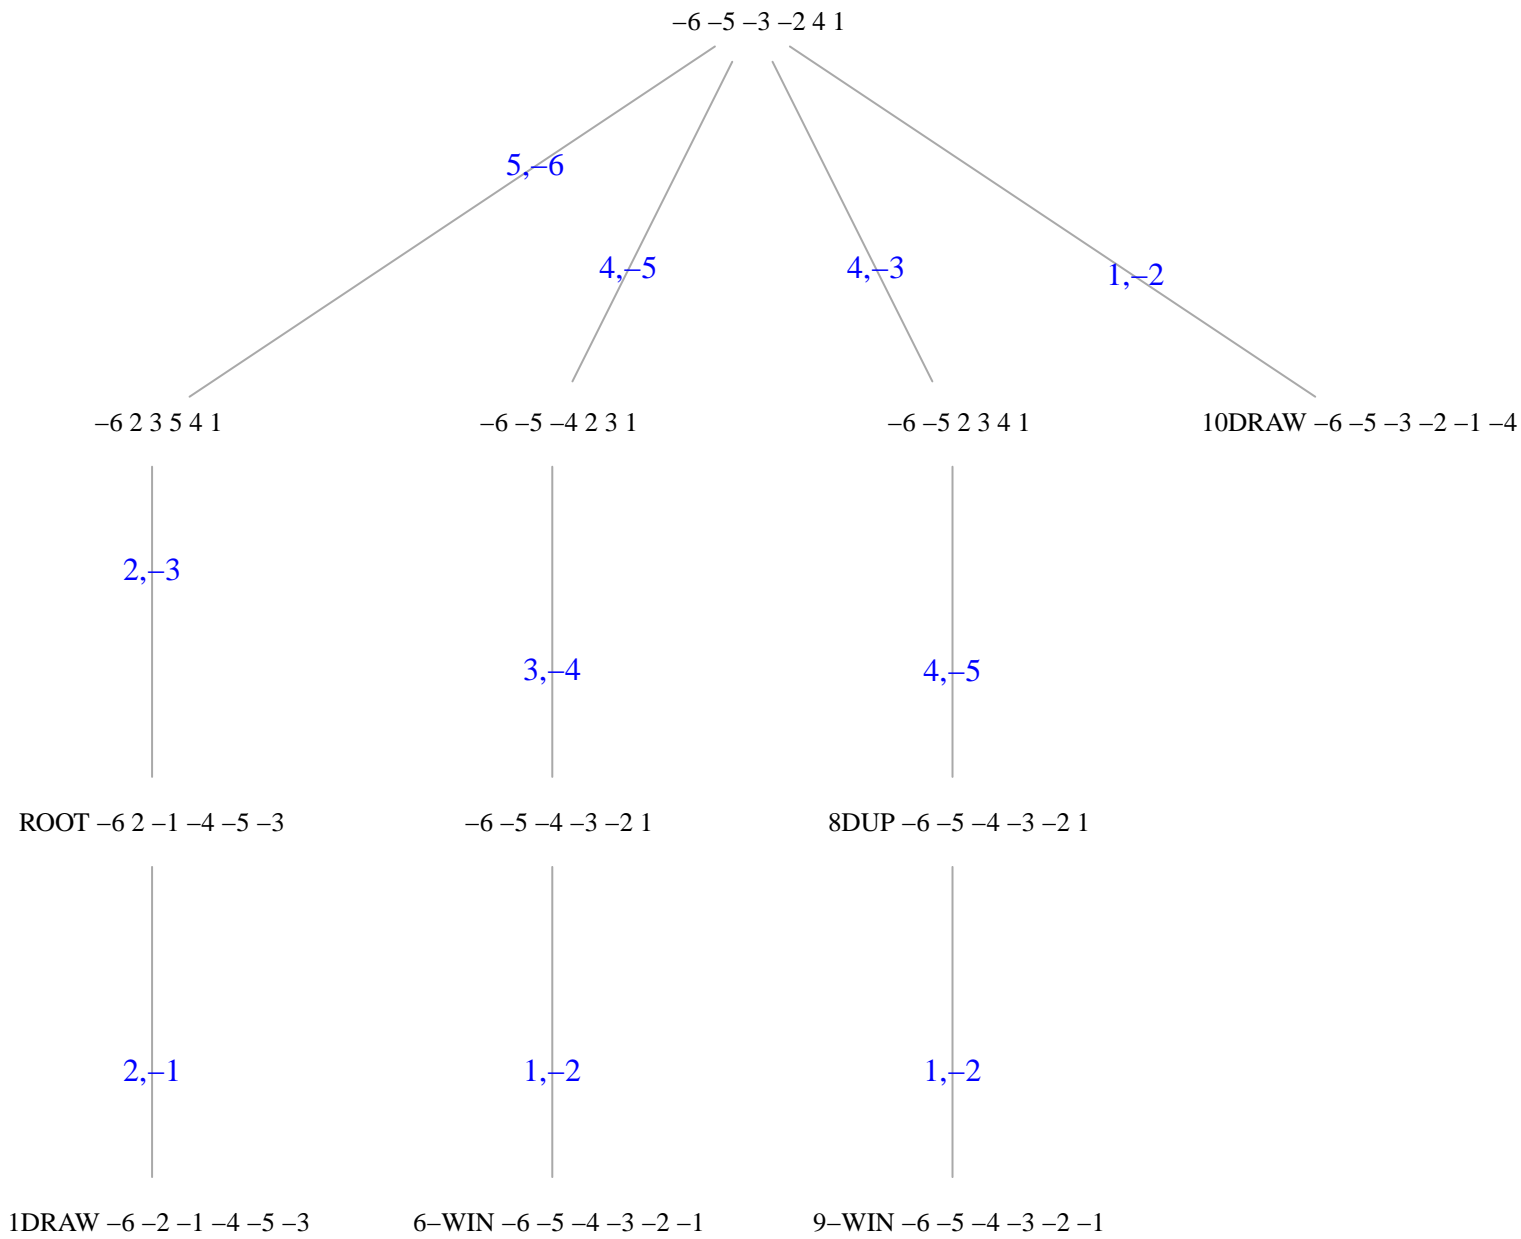 –6 –5 –3 –2 4 1
5,–6
4,–5
4,–3
1,–2
–6 2 3 5 4 1
–6 –5 –4 2 3 1
–6 –5 2 3 4 1
10DRAW –6 –5 –3 –2 –1 –4
2,–3
3,–4
4,–5
ROOT –6 2 –1 –4 –5 –3
–6 –5 –4 –3 –2 1
8DUP –6 –5 –4 –3 –2 1
2,–1
1,–2
1,–2
1DRAW –6 –2 –1 –4 –5 –3
6–WIN –6 –5 –4 –3 –2 –1
9–WIN –6 –5 –4 –3 –2 –1